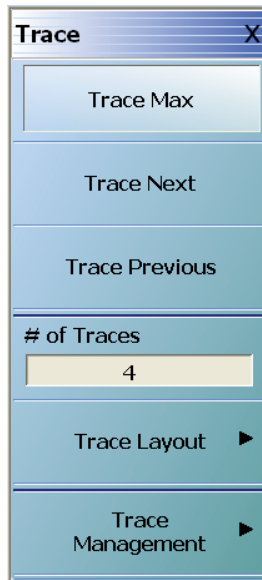 Trace X
Trace Max
Trace Next
Trace Previous
# of Traces
4
Trace Layout
Trace
Management